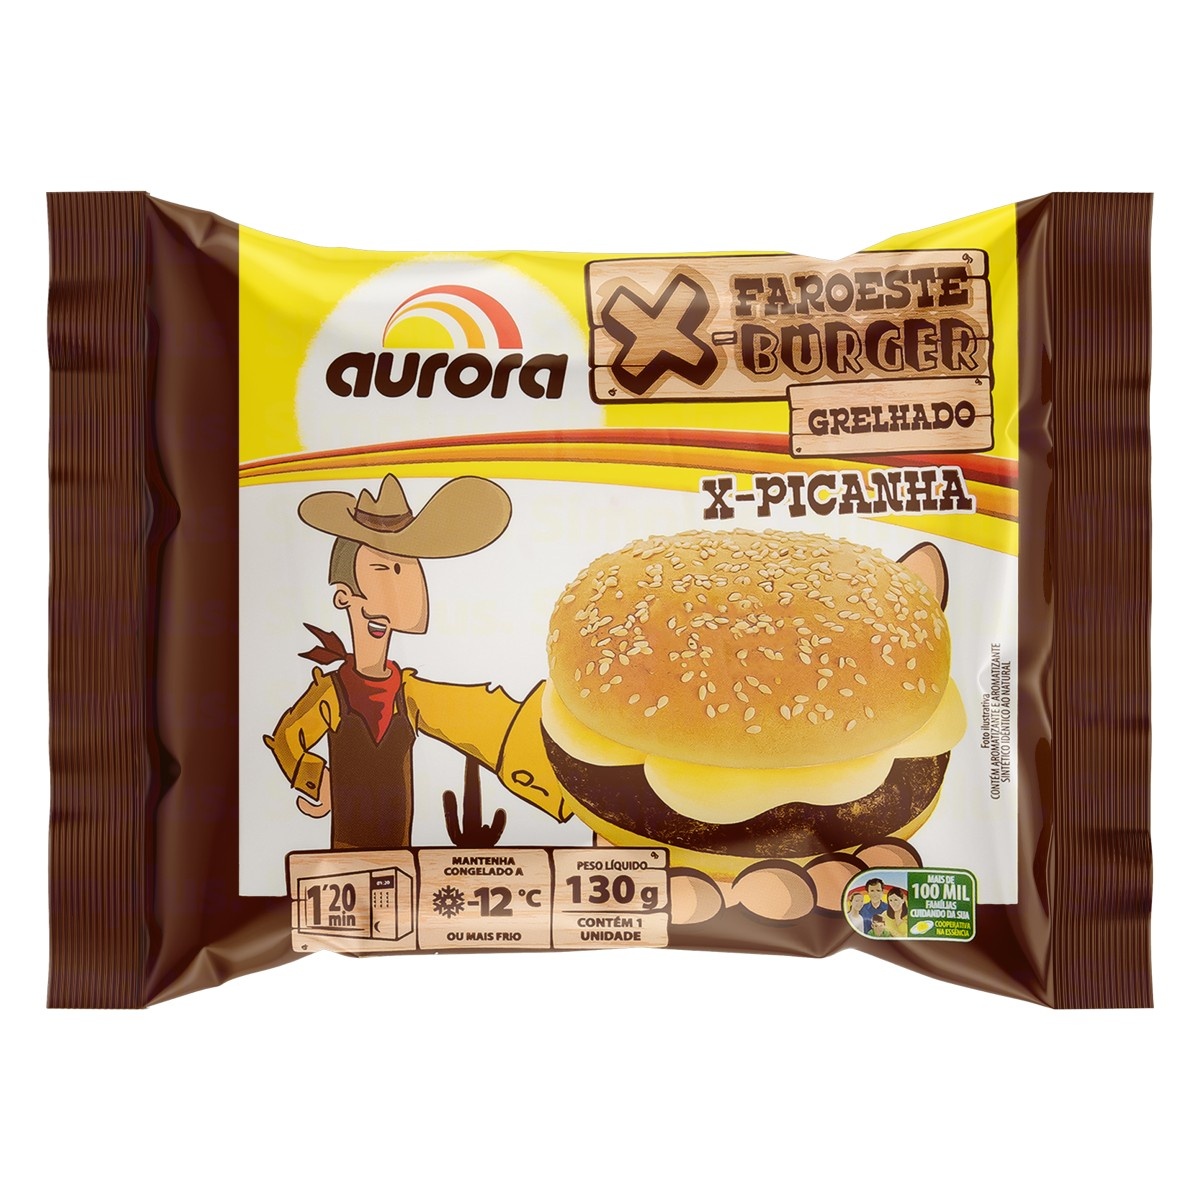 aurora
X-FAROESTE
-BURGER
GRELHADO
X-PICANHA
Foto ilustrativa
CONTÉM AROMATIZANTE E AROMATIZANTE
SINTÉTICO IDÊNTICO AO NATURAL
1'20
min
01:20
MANTENHA
CONGELADO A
-12 °C
OU MAIS FRIO
PESO LÍQUIDO
130g
CONTÉM 1
UNIDADE
MAIS DE
100 MIL
FAMÍLIAS
CUIDANDO DA SUA
COOPERATIVA
NA ESSÊNCIA